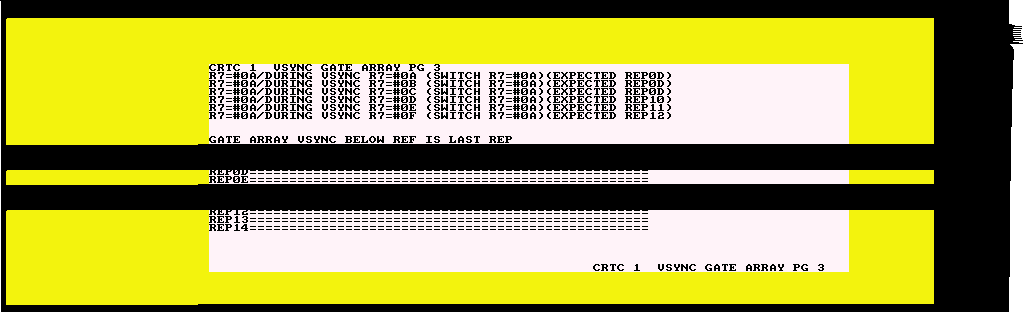 CRTC 1  VSYNC GATE ARRAY PG 3
R7=#0A/DURING VSYNC R7=#0A (SWITCH R7=#0A)(EXPECTED REP0D)
R7=#0A/DURING VSYNC R7=#0B (SWITCH R7=#0A)(EXPECTED REP0D)
R7=#0A/DURING VSYNC R7=#0C (SWITCH R7=#0A)(EXPECTED REP0D)
R7=#0A/DURING VSYNC R7=#0D (SWITCH R7=#0A)(EXPECTED REP10)
R7=#0A/DURING VSYNC R7=#0E (SWITCH R7=#0A)(EXPECTED REP11)
R7=#0A/DURING VSYNC R7=#0F (SWITCH R7=#0A)(EXPECTED REP12)
GATE ARRAY VSYNC BELOW REF IS LAST REP
REP0D==================================================
REP0E==================================================
REP12==================================================
REP13==================================================
REP14==================================================
CRTC 1  VSYNC GATE ARRAY PG 3